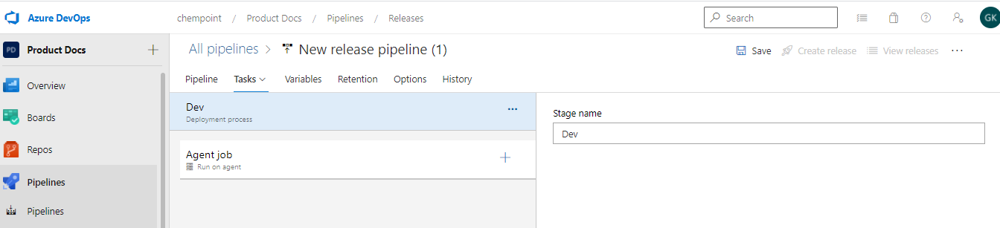 Azure DevOps
chempoint / Product Docs / Pipelines / Releases
Search
GK
PD Product Docs
Overview
Boards
Repos
Pipelines
Pipelines
All pipelines > New release pipeline (1)
Save Create release View releases ...
Pipeline Tasks Variables Retention Options History
Dev
Deployment process
...
Agent job
Run on agent
Stage name
Dev